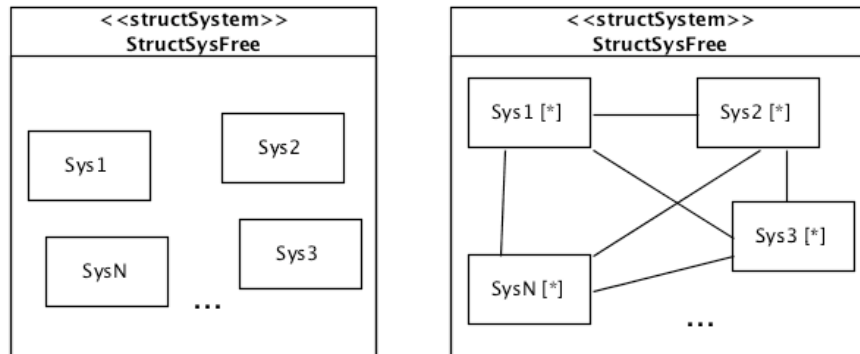 <<structSystem>>
StructSysFree
Sys1
Sys2
SysN
Sys3
...
<<structSystem>>
StructSysFree
Sys1 [*]
Sys2 [*]
Sys3 [*]
SysN [*]
...